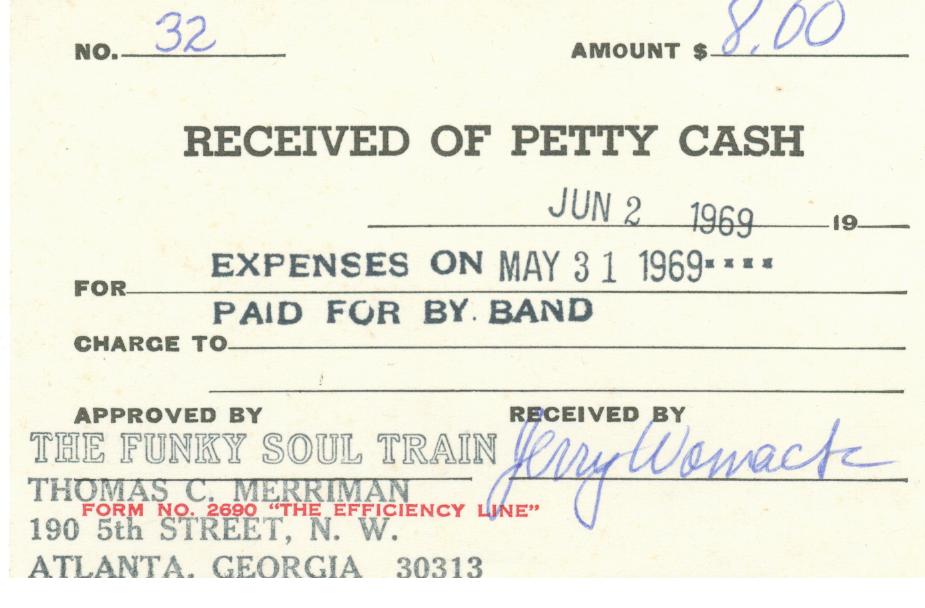 NO. 32 AMOUNT $ 8.00
RECEIVED OF PETTY CASH
JUN 2 1969 19
EXPENSES ON MAY 31 1969
FOR
PAID FOR BY. BAND
CHARGE TO
APPROVED BY RECEIVED BY
THE FUNKY SOUL TRAIN Jerry Womack
THOMAS C. MERRIMAN
FORM NO. 2690 "THE EFFICIENCY LINE"
190 5th STREET, N. W.
ATLANTA, GEORGIA 30313